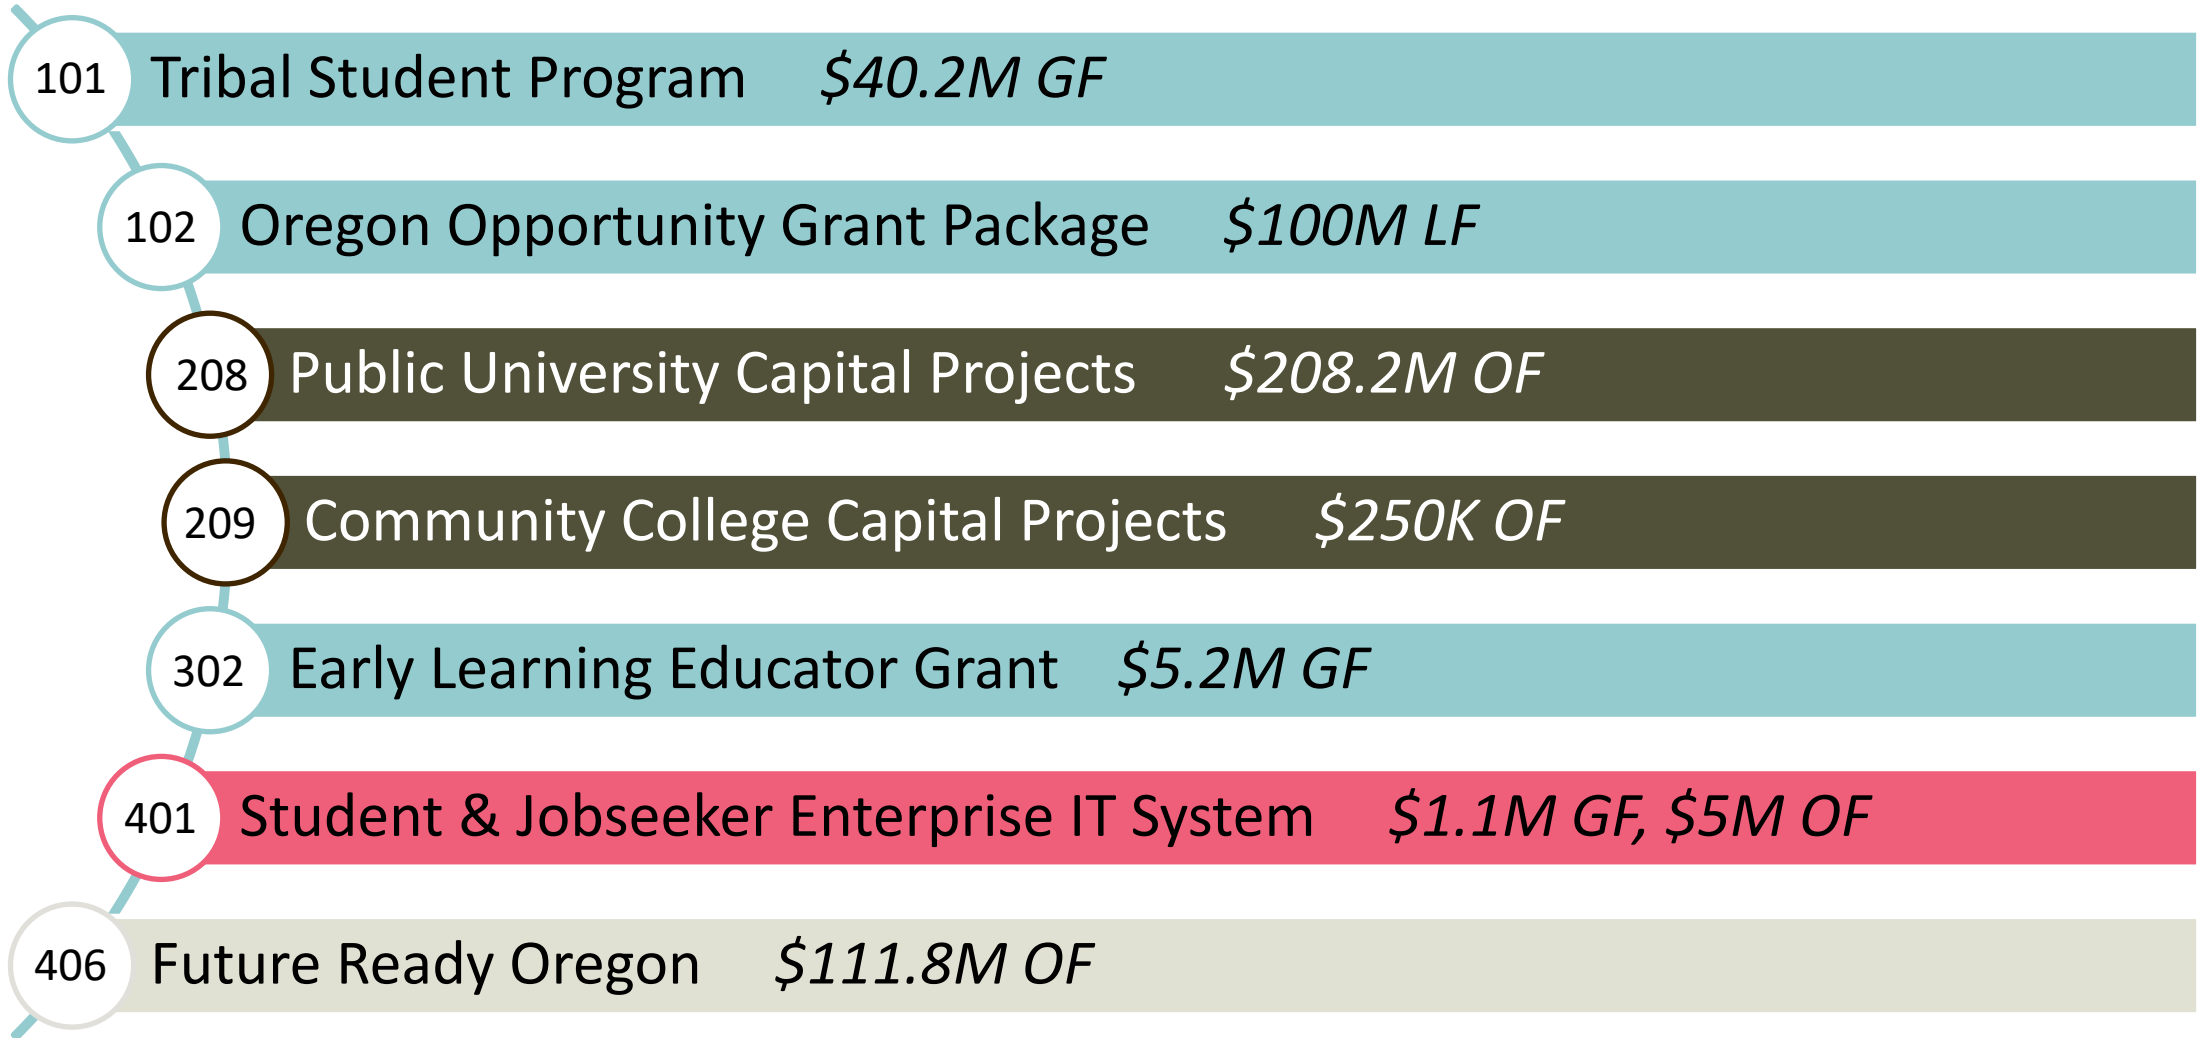 101 Tribal Student Program $40.2M GF
102 Oregon Opportunity Grant Package $100M LF
208 Public University Capital Projects $208.2M OF
209 Community College Capital Projects $250K OF
302 Early Learning Educator Grant $5.2M GF
401 Student & Jobseeker Enterprise IT System $1.1M GF, $5M OF
406 Future Ready Oregon $111.8M OF